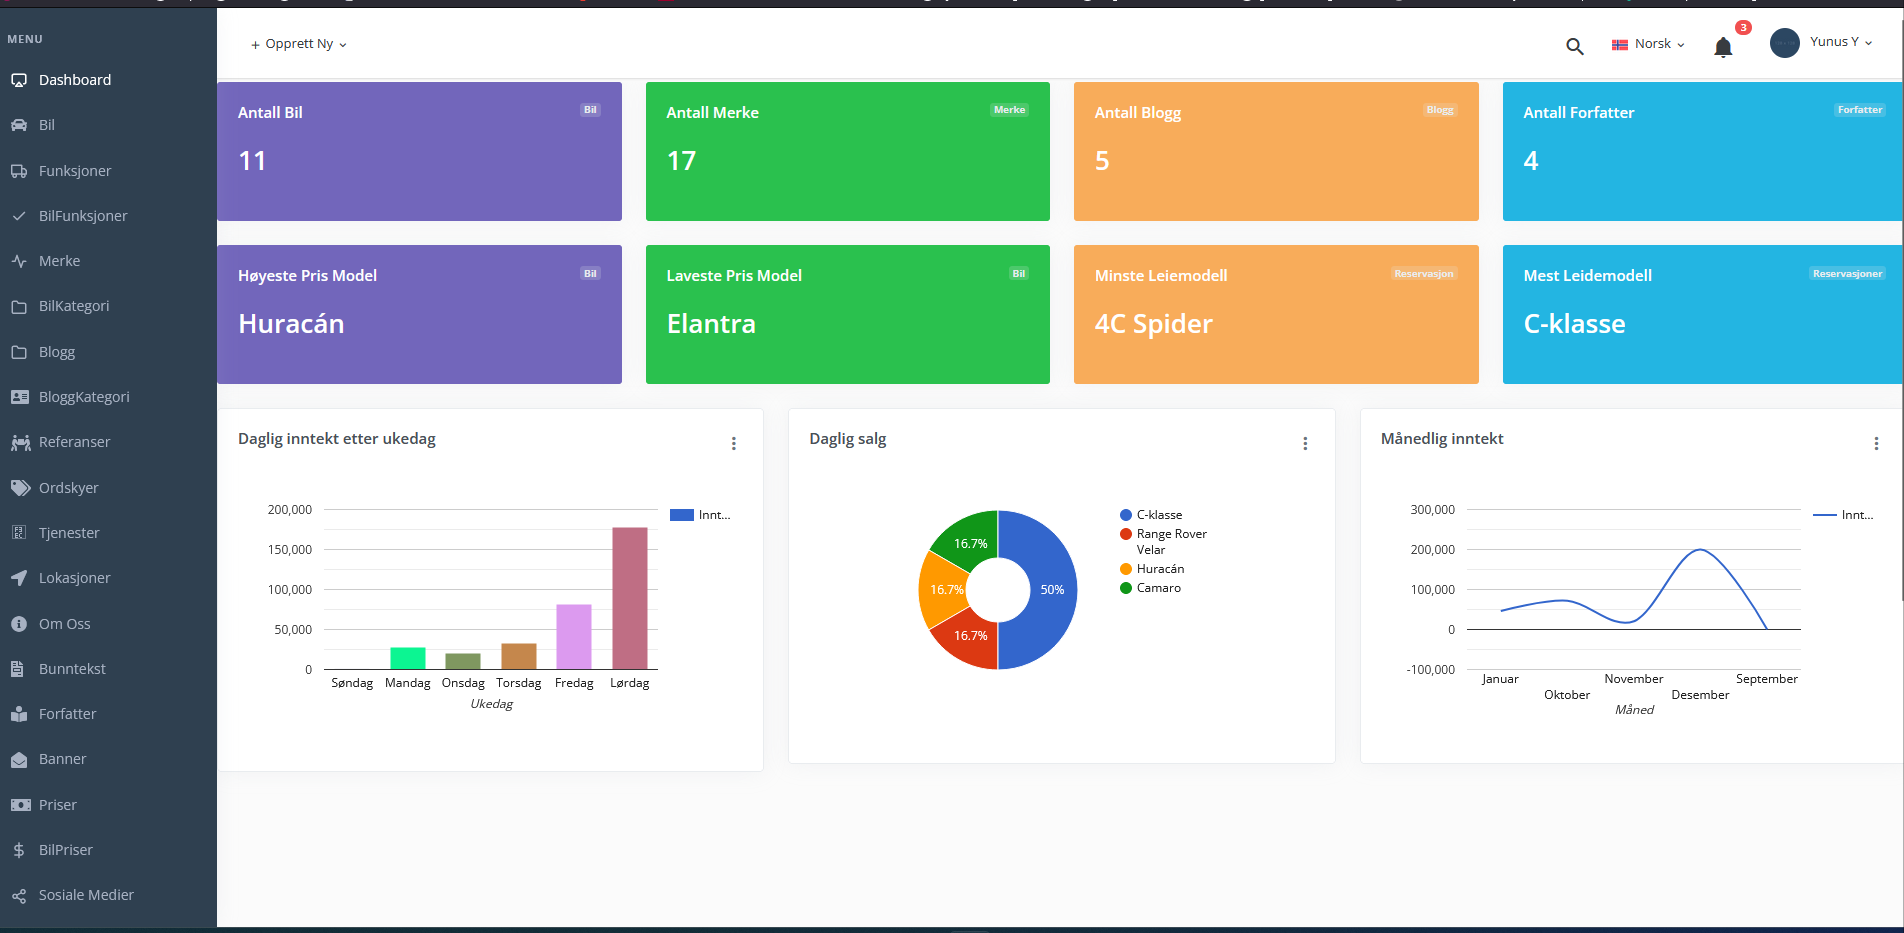 MENU
Dashboard
Bil
Funksjoner
BilFunksjoner
Merke
BilKategori
Blogg
BloggKategori
Referanser
Ordskyer
Tjenester
Lokasjoner
Om Oss
Bunntekst
Forfatter
Banner
Priser
BilPriser
Sosiale Medier
+ Opprett Ny
Norsk
3
Yunus Y
Antall Bil
Bil
11
Antall Merke
Merke
17
Antall Blogg
Blogg
5
Antall Forfatter
Forfatter
4
Høyeste Pris Model
Bil
Huracán
Laveste Pris Model
Bil
Elantra
Minste Leiemodell
Reservasjon
4C Spider
Mest Leidemodell
Reservasjoner
C-klasse
Daglig inntekt etter ukedag
200,000
150,000
100,000
50,000
0
Søndag Mandag Onsdag Torsdag Fredag Lørdag
Ukedag
Innt...
Daglig salg
16.7%
16.7%
16.7%
50%
C-klasse
Range Rover
Velar
Huracán
Camaro
Månedlig inntekt
300,000
200,000
100,000
0
-100,000
Januar November September
Oktober Desember
Måned
Innt...